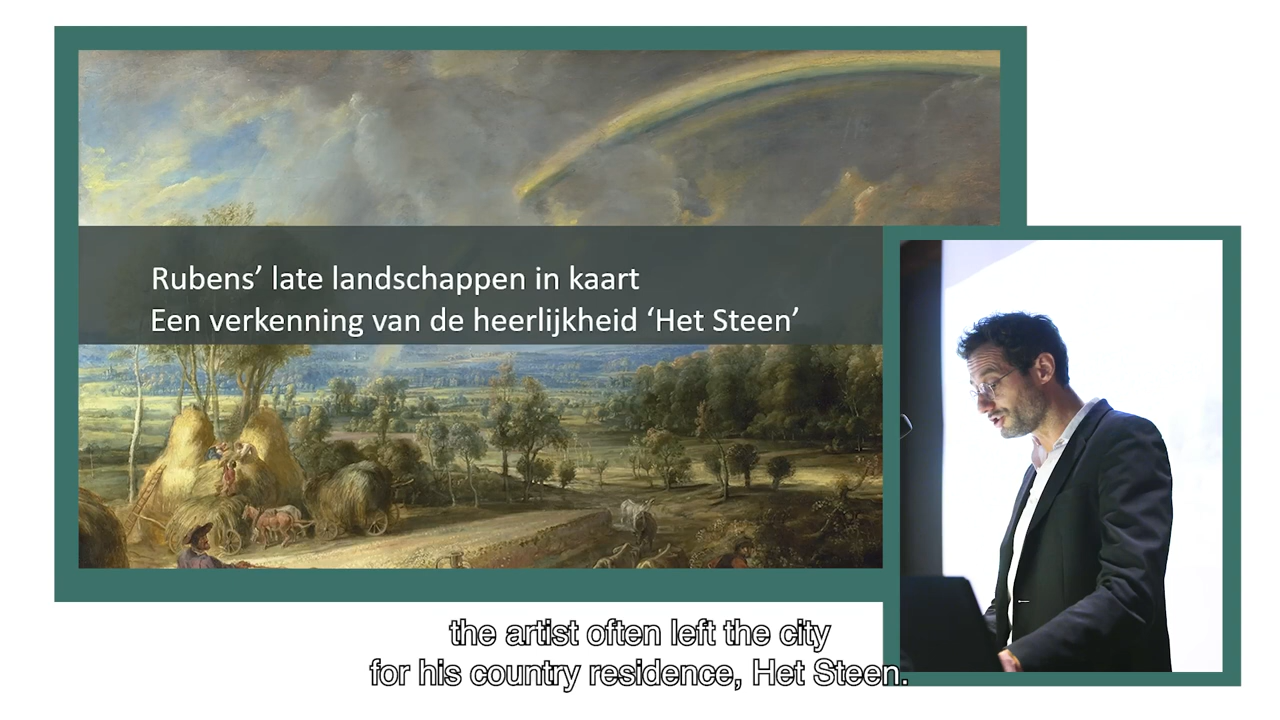 Rubens’ late landschappen in kaart
Een verkenning van de heerlijkheid ‘Het Steen’
the artist often left the city
for his country residence, Het Steen.